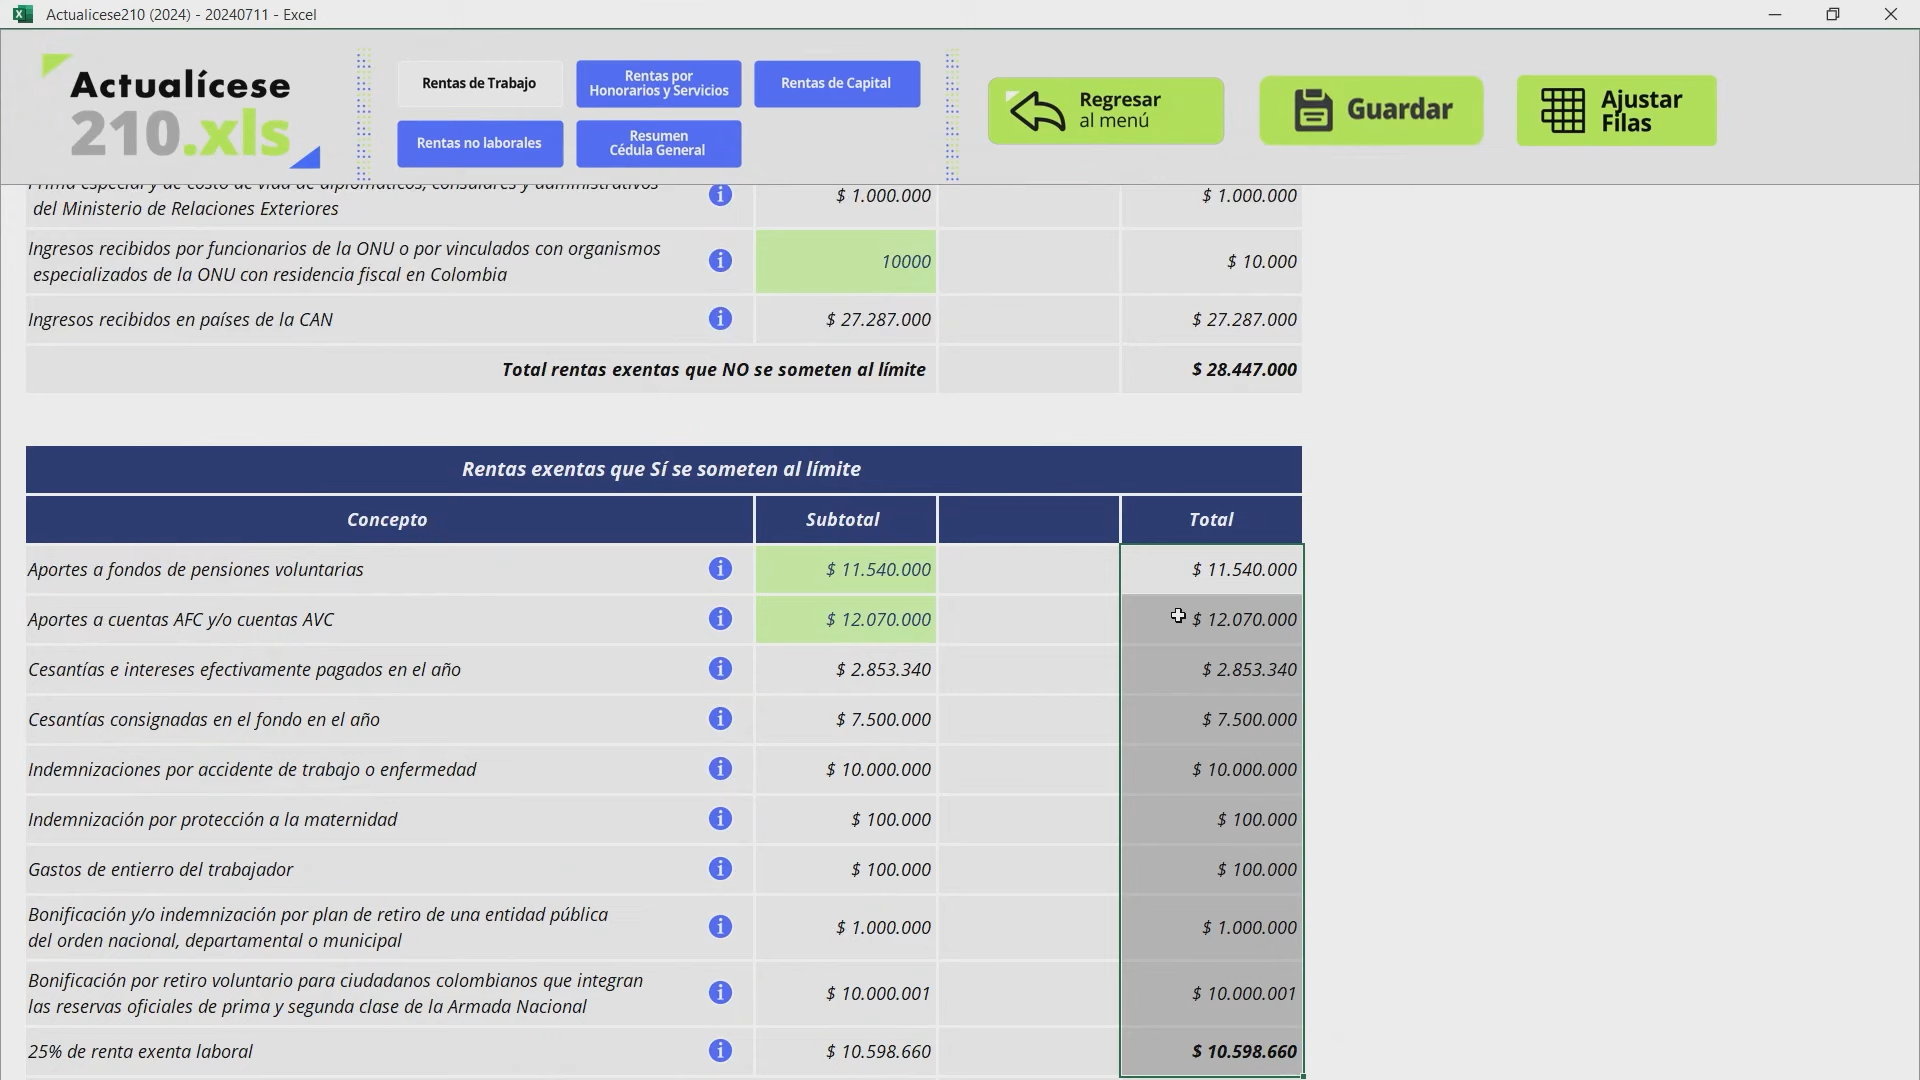 Actualicese210 (2024) - 20240711 - Excel
Actualícese
210.xls
Rentas de Trabajo
Rentas por
Honorarios y Servicios
Rentas de Capital
Rentas no laborales
Resumen
Cédula General
Regresar
al menú
Guardar
Ajustar
Filas
Prima especial y de costo de vida de diplomáticos, consulares y administrativos
del Ministerio de Relaciones Exteriores
$ 1.000.000
$ 1.000.000
Ingresos recibidos por funcionarios de la ONU o por vinculados con organismos
especializados de la ONU con residencia fiscal en Colombia
10000
$ 10.000
Ingresos recibidos en países de la CAN
$ 27.287.000
$ 27.287.000
Total rentas exentas que NO se someten al límite
$ 28.447.000
Rentas exentas que Sí se someten al límite
Concepto
Subtotal
Total
Aportes a fondos de pensiones voluntarias
$ 11.540.000
$ 11.540.000
Aportes a cuentas AFC y/o cuentas AVC
$ 12.070.000
$ 12.070.000
Cesantías e intereses efectivamente pagados en el año
$ 2.853.340
$ 2.853.340
Cesantías consignadas en el fondo en el año
$ 7.500.000
$ 7.500.000
Indemnizaciones por accidente de trabajo o enfermedad
$ 10.000.000
$ 10.000.000
Indemnización por protección a la maternidad
$ 100.000
$ 100.000
Gastos de entierro del trabajador
$ 100.000
$ 100.000
Bonificación y/o indemnización por plan de retiro de una entidad pública
del orden nacional, departamental o municipal
$ 1.000.000
$ 1.000.000
Bonificación por retiro voluntario para ciudadanos colombianos que integran
las reservas oficiales de prima y segunda clase de la Armada Nacional
$ 10.000.001
$ 10.000.001
25% de renta exenta laboral
$ 10.598.660
$ 10.598.660